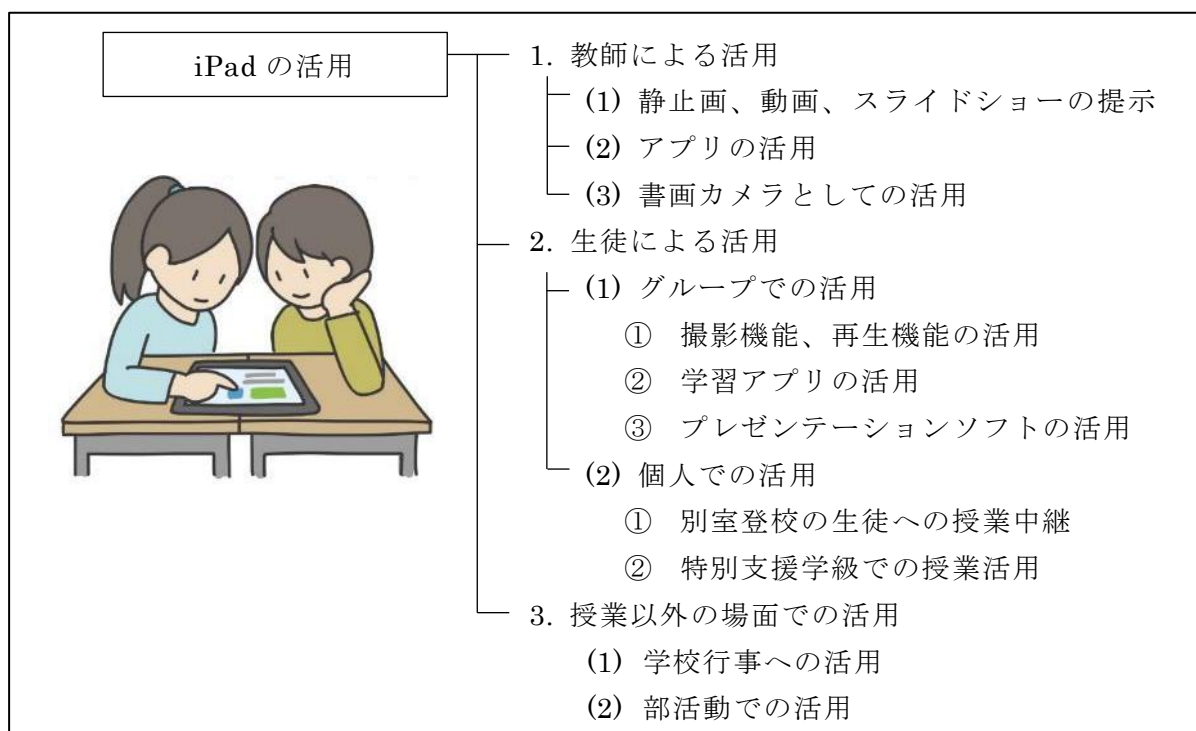 iPad の活用
1. 教師による活用
(1) 静止画、動画、スライドショーの提示
(2) アプリの活用
(3) 書画カメラとしての活用
2. 生徒による活用
(1) グループでの活用
① 撮影機能、再生機能の活用
② 学習アプリの活用
③ プレゼンテーションソフトの活用
(2) 個人での活用
① 別室登校の生徒への授業中継
② 特別支援学級での授業活用
3. 授業以外の場面での活用
(1) 学校行事への活用
(2) 部活動での活用